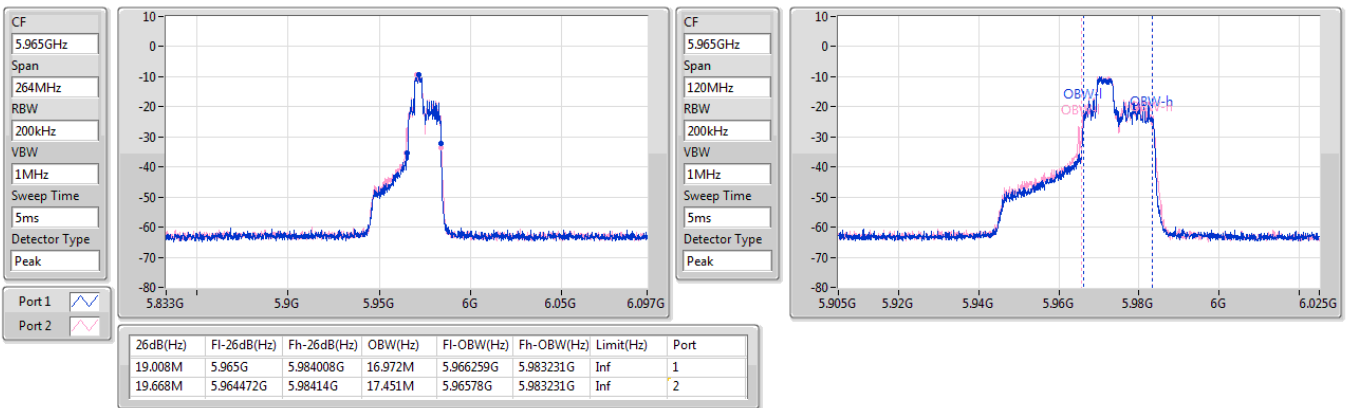 CF
5.965GHz
Span
264MHz
RBW
200kHz
VBW
1MHz
Sweep Time
5ms
Detector Type
Peak
Port 1
Port 2
10
0
-10
-20
-30
-40
-50
-60
-70
-80
5.833G 5.9G 5.95G 6G 6.05G 6.097G
CF
5.965GHz
Span
120MHz
RBW
200kHz
VBW
1MHz
Sweep Time
5ms
Detector Type
Peak
10
0
-10
-20
-30
-40
-50
-60
-70
-80
OBW-l OBW-h
5.905G 5.92G 5.94G 5.96G 5.98G 6G 6.025G
26dB(Hz) Fl-26dB(Hz) Fh-26dB(Hz) OBW(Hz) Fl-OBW(Hz) Fh-OBW(Hz) Limit(Hz) Port
19.008M 5.965G 5.984008G 16.972M 5.966259G 5.983231G Inf 1
19.668M 5.964472G 5.98414G 17.451M 5.96578G 5.983231G Inf 2